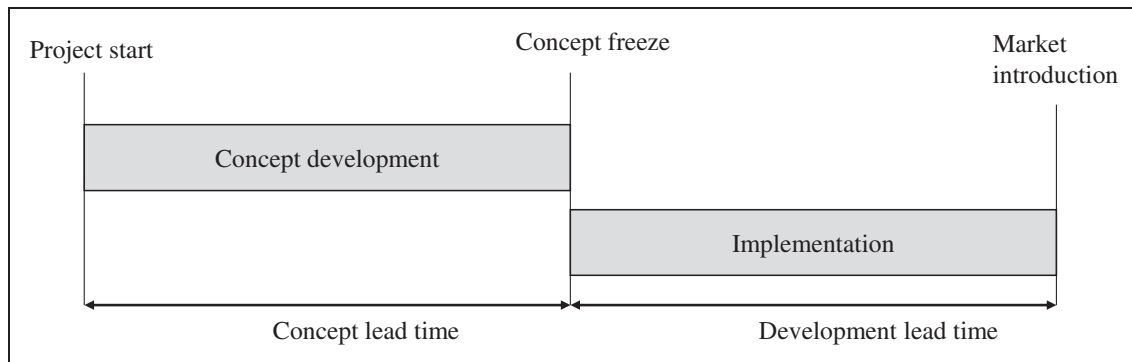 Project start
Concept freeze
Market
introduction
Concept development
Implementation
Concept lead time
Development lead time